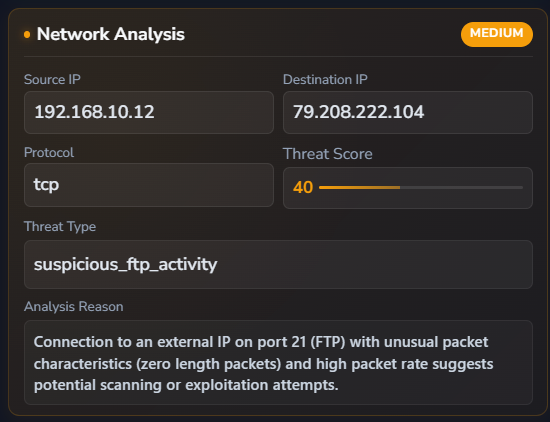 Network Analysis
MEDIUM
Source IP
Destination IP
192.168.10.12
79.208.222.104
Protocol
Threat Score
tcp
40
Threat Type
suspicious_ftp_activity
Analysis Reason
Connection to an external IP on port 21 (FTP) with unusual packet
characteristics (zero length packets) and high packet rate suggests
potential scanning or exploitation attempts.